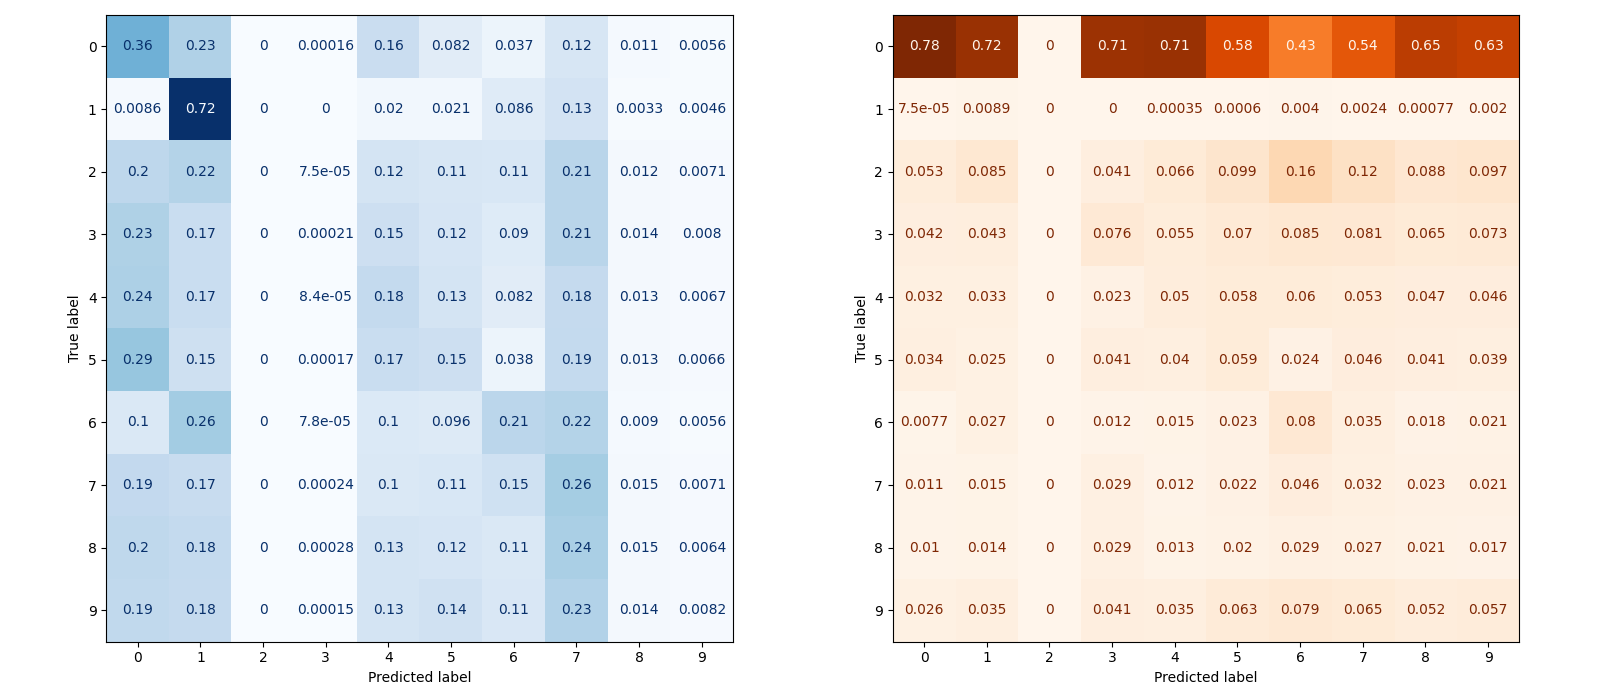 0 0.36 0.23 0 0.00016 0.16 0.082 0.037 0.12 0.011 0.0056
1 0.0086 0.72 0 0 0.02 0.021 0.086 0.13 0.0033 0.0046
2 0.2 0.22 0 7.5e-05 0.12 0.11 0.11 0.21 0.012 0.0071
3 0.23 0.17 0 0.00021 0.15 0.12 0.09 0.21 0.014 0.008
4 0.24 0.17 0 8.4e-05 0.18 0.13 0.082 0.18 0.013 0.0067
5 0.29 0.15 0 0.00017 0.17 0.15 0.038 0.19 0.013 0.0066
6 0.1 0.26 0 7.8e-05 0.1 0.096 0.21 0.22 0.009 0.0056
7 0.19 0.17 0 0.00024 0.1 0.11 0.15 0.26 0.015 0.0071
8 0.2 0.18 0 0.00028 0.13 0.12 0.11 0.24 0.015 0.0064
9 0.19 0.18 0 0.00015 0.13 0.14 0.11 0.23 0.014 0.0082
0 1 2 3 4 5 6 7 8 9
Predicted label
True label
0 0.78 0.72 0 0.71 0.71 0.58 0.43 0.54 0.65 0.63
1 7.5e-05 0.0089 0 0 0.00035 0.0006 0.004 0.0024 0.00077 0.002
2 0.053 0.085 0 0.041 0.066 0.099 0.16 0.12 0.088 0.097
3 0.042 0.043 0 0.076 0.055 0.07 0.085 0.081 0.065 0.073
4 0.032 0.033 0 0.023 0.05 0.058 0.06 0.053 0.047 0.046
5 0.034 0.025 0 0.041 0.04 0.059 0.024 0.046 0.041 0.039
6 0.0077 0.027 0 0.012 0.015 0.023 0.08 0.035 0.018 0.021
7 0.011 0.015 0 0.029 0.012 0.022 0.046 0.032 0.023 0.021
8 0.01 0.014 0 0.029 0.013 0.02 0.029 0.027 0.021 0.017
9 0.026 0.035 0 0.041 0.035 0.063 0.079 0.065 0.052 0.057
0 1 2 3 4 5 6 7 8 9
Predicted label
True label